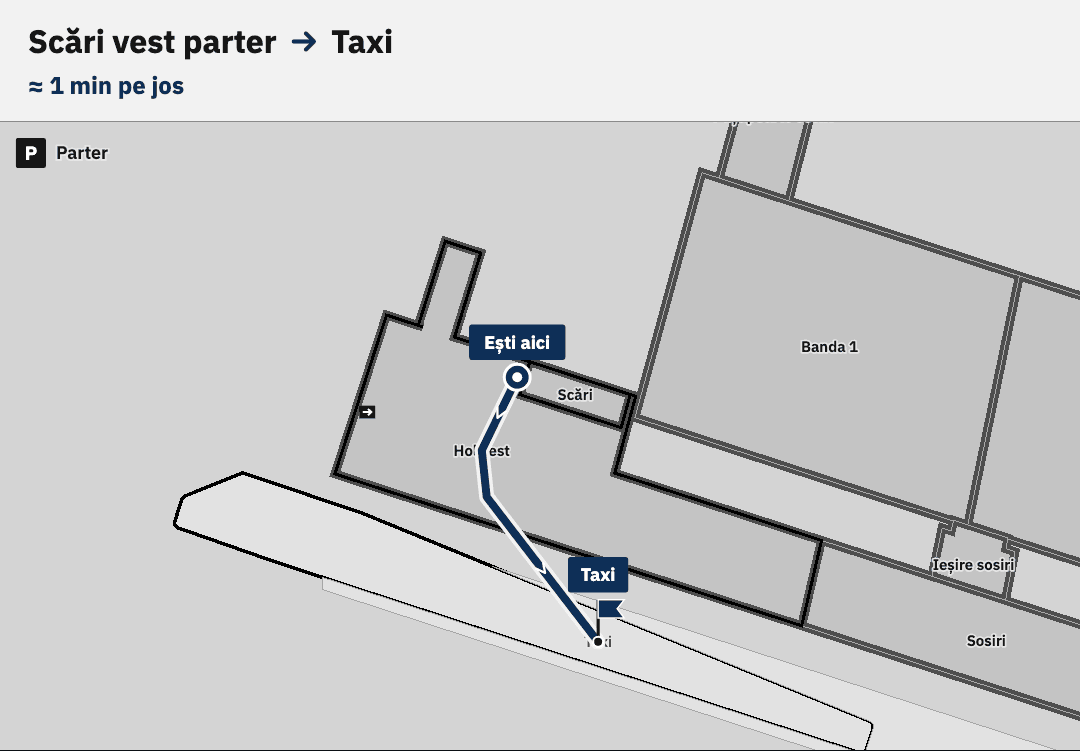 Scări vest parter → Taxi
≈ 1 min pe jos
P Parter
Ești aici
Banda 1
Scări
Taxi
Ieșire sosiri
Sosiri